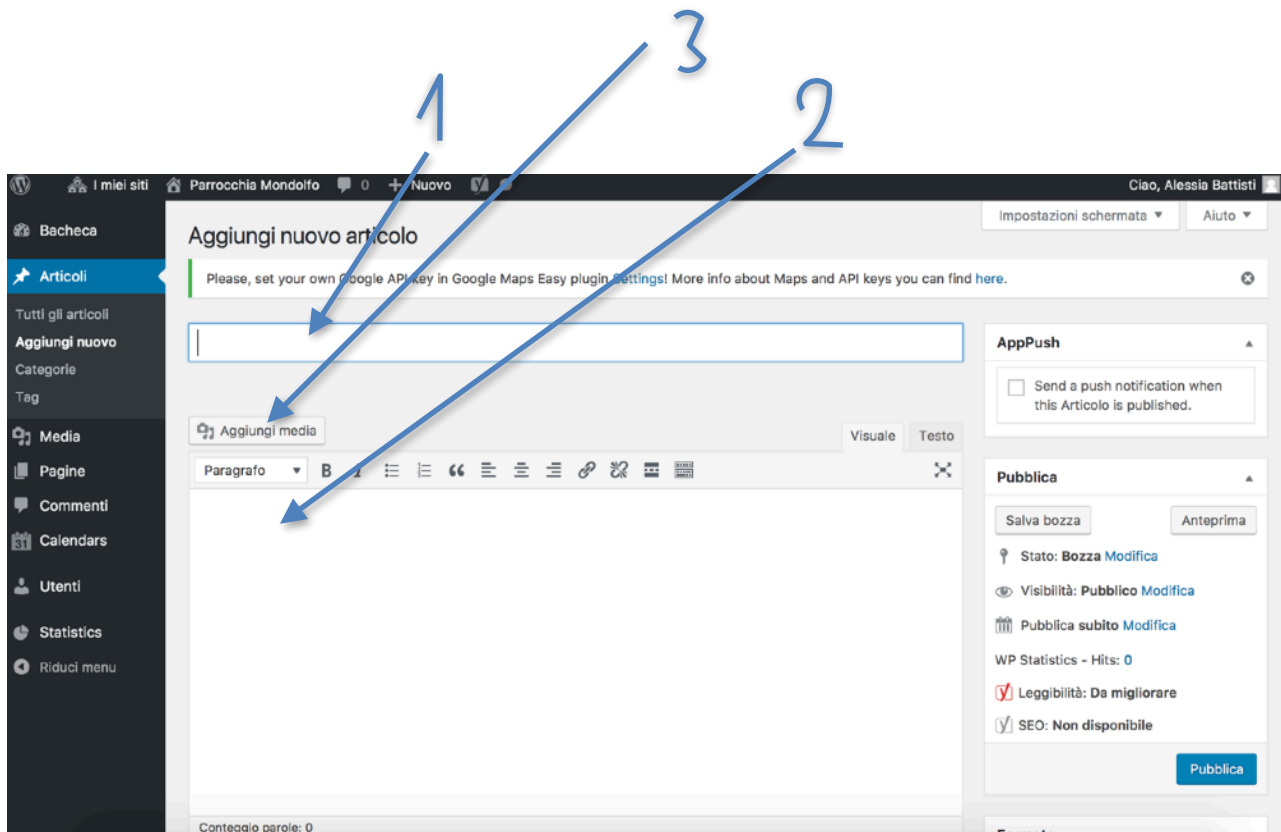 3
1
2
I miei siti Parrocchia Mondolfo 0 + Nuovo Ciao, Alessia Battisti
Impostazioni schermata Aiuto
Bacheca
Aggiungi nuovo articolo
Articoli
Please, set your own Google API key in Google Maps Easy plugin Settings! More info about Maps and API keys you can find here.
Tutti gli articoli
Aggiungi nuovo
Categorie
Tag
Media
Pagine
Commenti
31 Calendars
Utenti
Statistics
Riduci menu
Aggiungi media
Visuale Testo
Paragrafo B I
Conteggio parole: 0
AppPush
Send a push notification when
this Articolo is published.
Pubblica
Salva bozza Anteprima
Stato: Bozza Modifica
Visibilità: Pubblico Modifica
Pubblica subito Modifica
WP Statistics - Hits: 0
Leggibilità: Da migliorare
SEO: Non disponibile
Pubblica